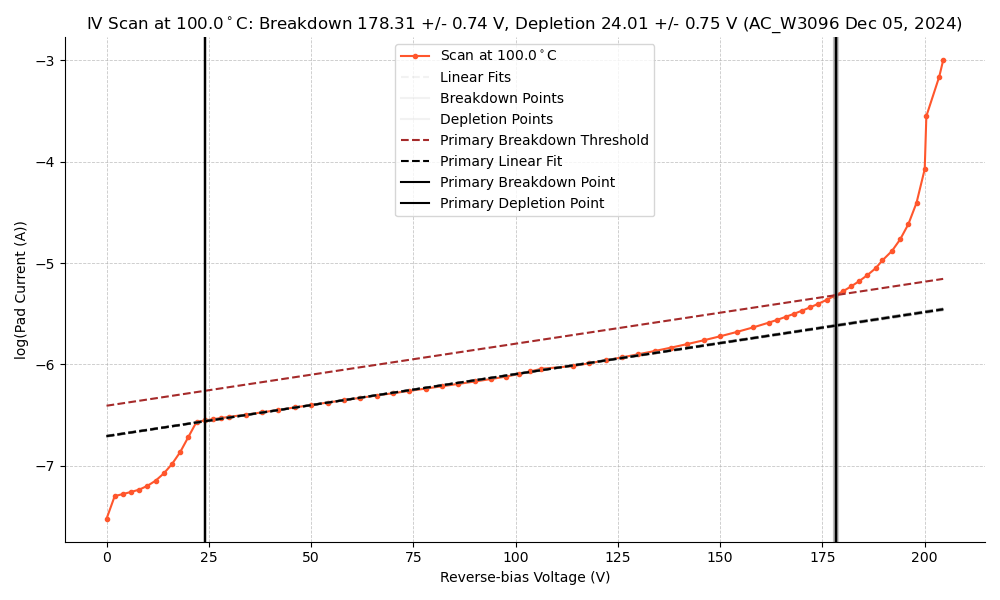 IV Scan at 100.0°C: Breakdown 178.31 +/- 0.74 V, Depletion 24.01 +/- 0.75 V (AC_W3096 Dec 05, 2024)
Scan at 100.0°C
Linear Fits
Breakdown Points
Depletion Points
Primary Breakdown Threshold
Primary Linear Fit
Primary Breakdown Point
Primary Depletion Point
log(Pad Current (A))
−3
−4
−5
−6
−7
0 25 50 75 100 125 150 175 200
Reverse-bias Voltage (V)